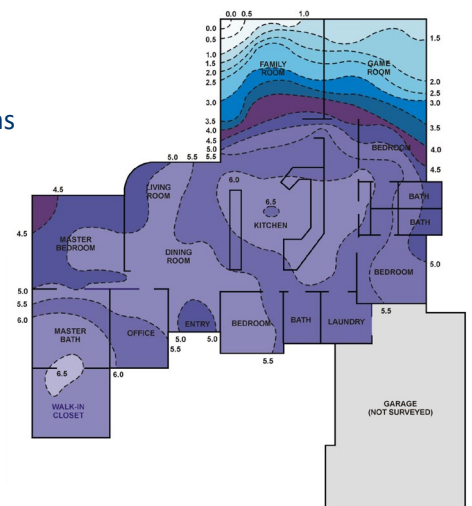 0.0 0.5 1.0
0.0
0.5
1.0
1.5
2.0
2.5
3.0
3.5
4.0
4.5
5.0
1.5
2.0
2.5
3.0
3.5
4.0
4.5
5.0
FAMILY
ROOM
GAME
ROOM
ns
5.0 5.5 5.5
BEDROOM
4.5
LIVING
ROOM
6.0
6.5
KITCHEN
BATH
BATH
4.5
MASTER
BEDROOM
DINING
ROOM
BEDROOM
5.0
5.5
6.0
MASTER
BATH
OFFICE
ENTRY
BEDROOM
BATH
LAUNDRY
5.5
5.0 5.0
5.5
5.5
6.5
6.0
WALK-IN
CLOSET
GARAGE
(NOT SURVEYED)